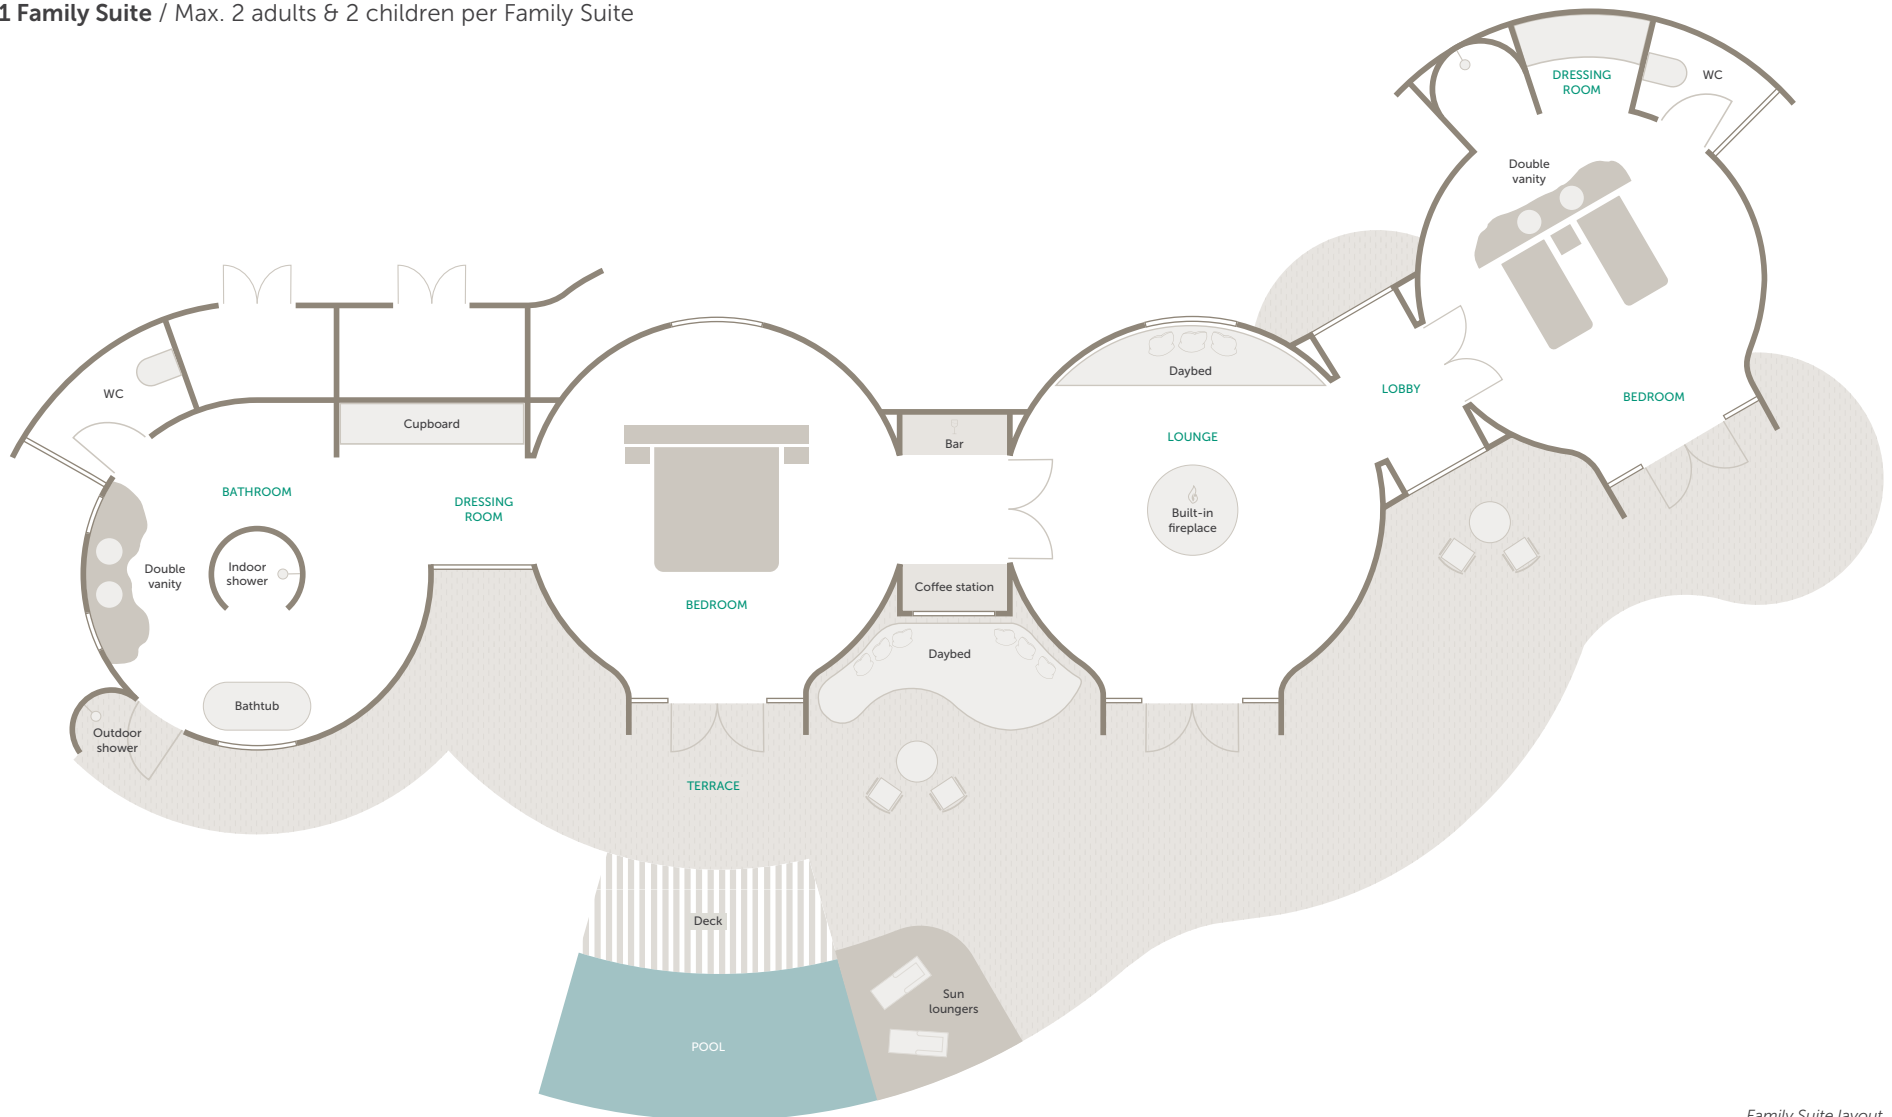 1 Family Suite / Max. 2 adults & 2 children per Family Suite
DRESSING
ROOM
WC
Double
vanity
BEDROOM
LOBBY
Daybed
LOUNGE
Built-in
fireplace
Bar
Coffee station
Daybed
BEDROOM
Cupboard
DRESSING
ROOM
WC
BATHROOM
Indoor
shower
Double
vanity
Bathtub
Outdoor
shower
TERRACE
Deck
POOL
Sun
loungers
Family Suite layout